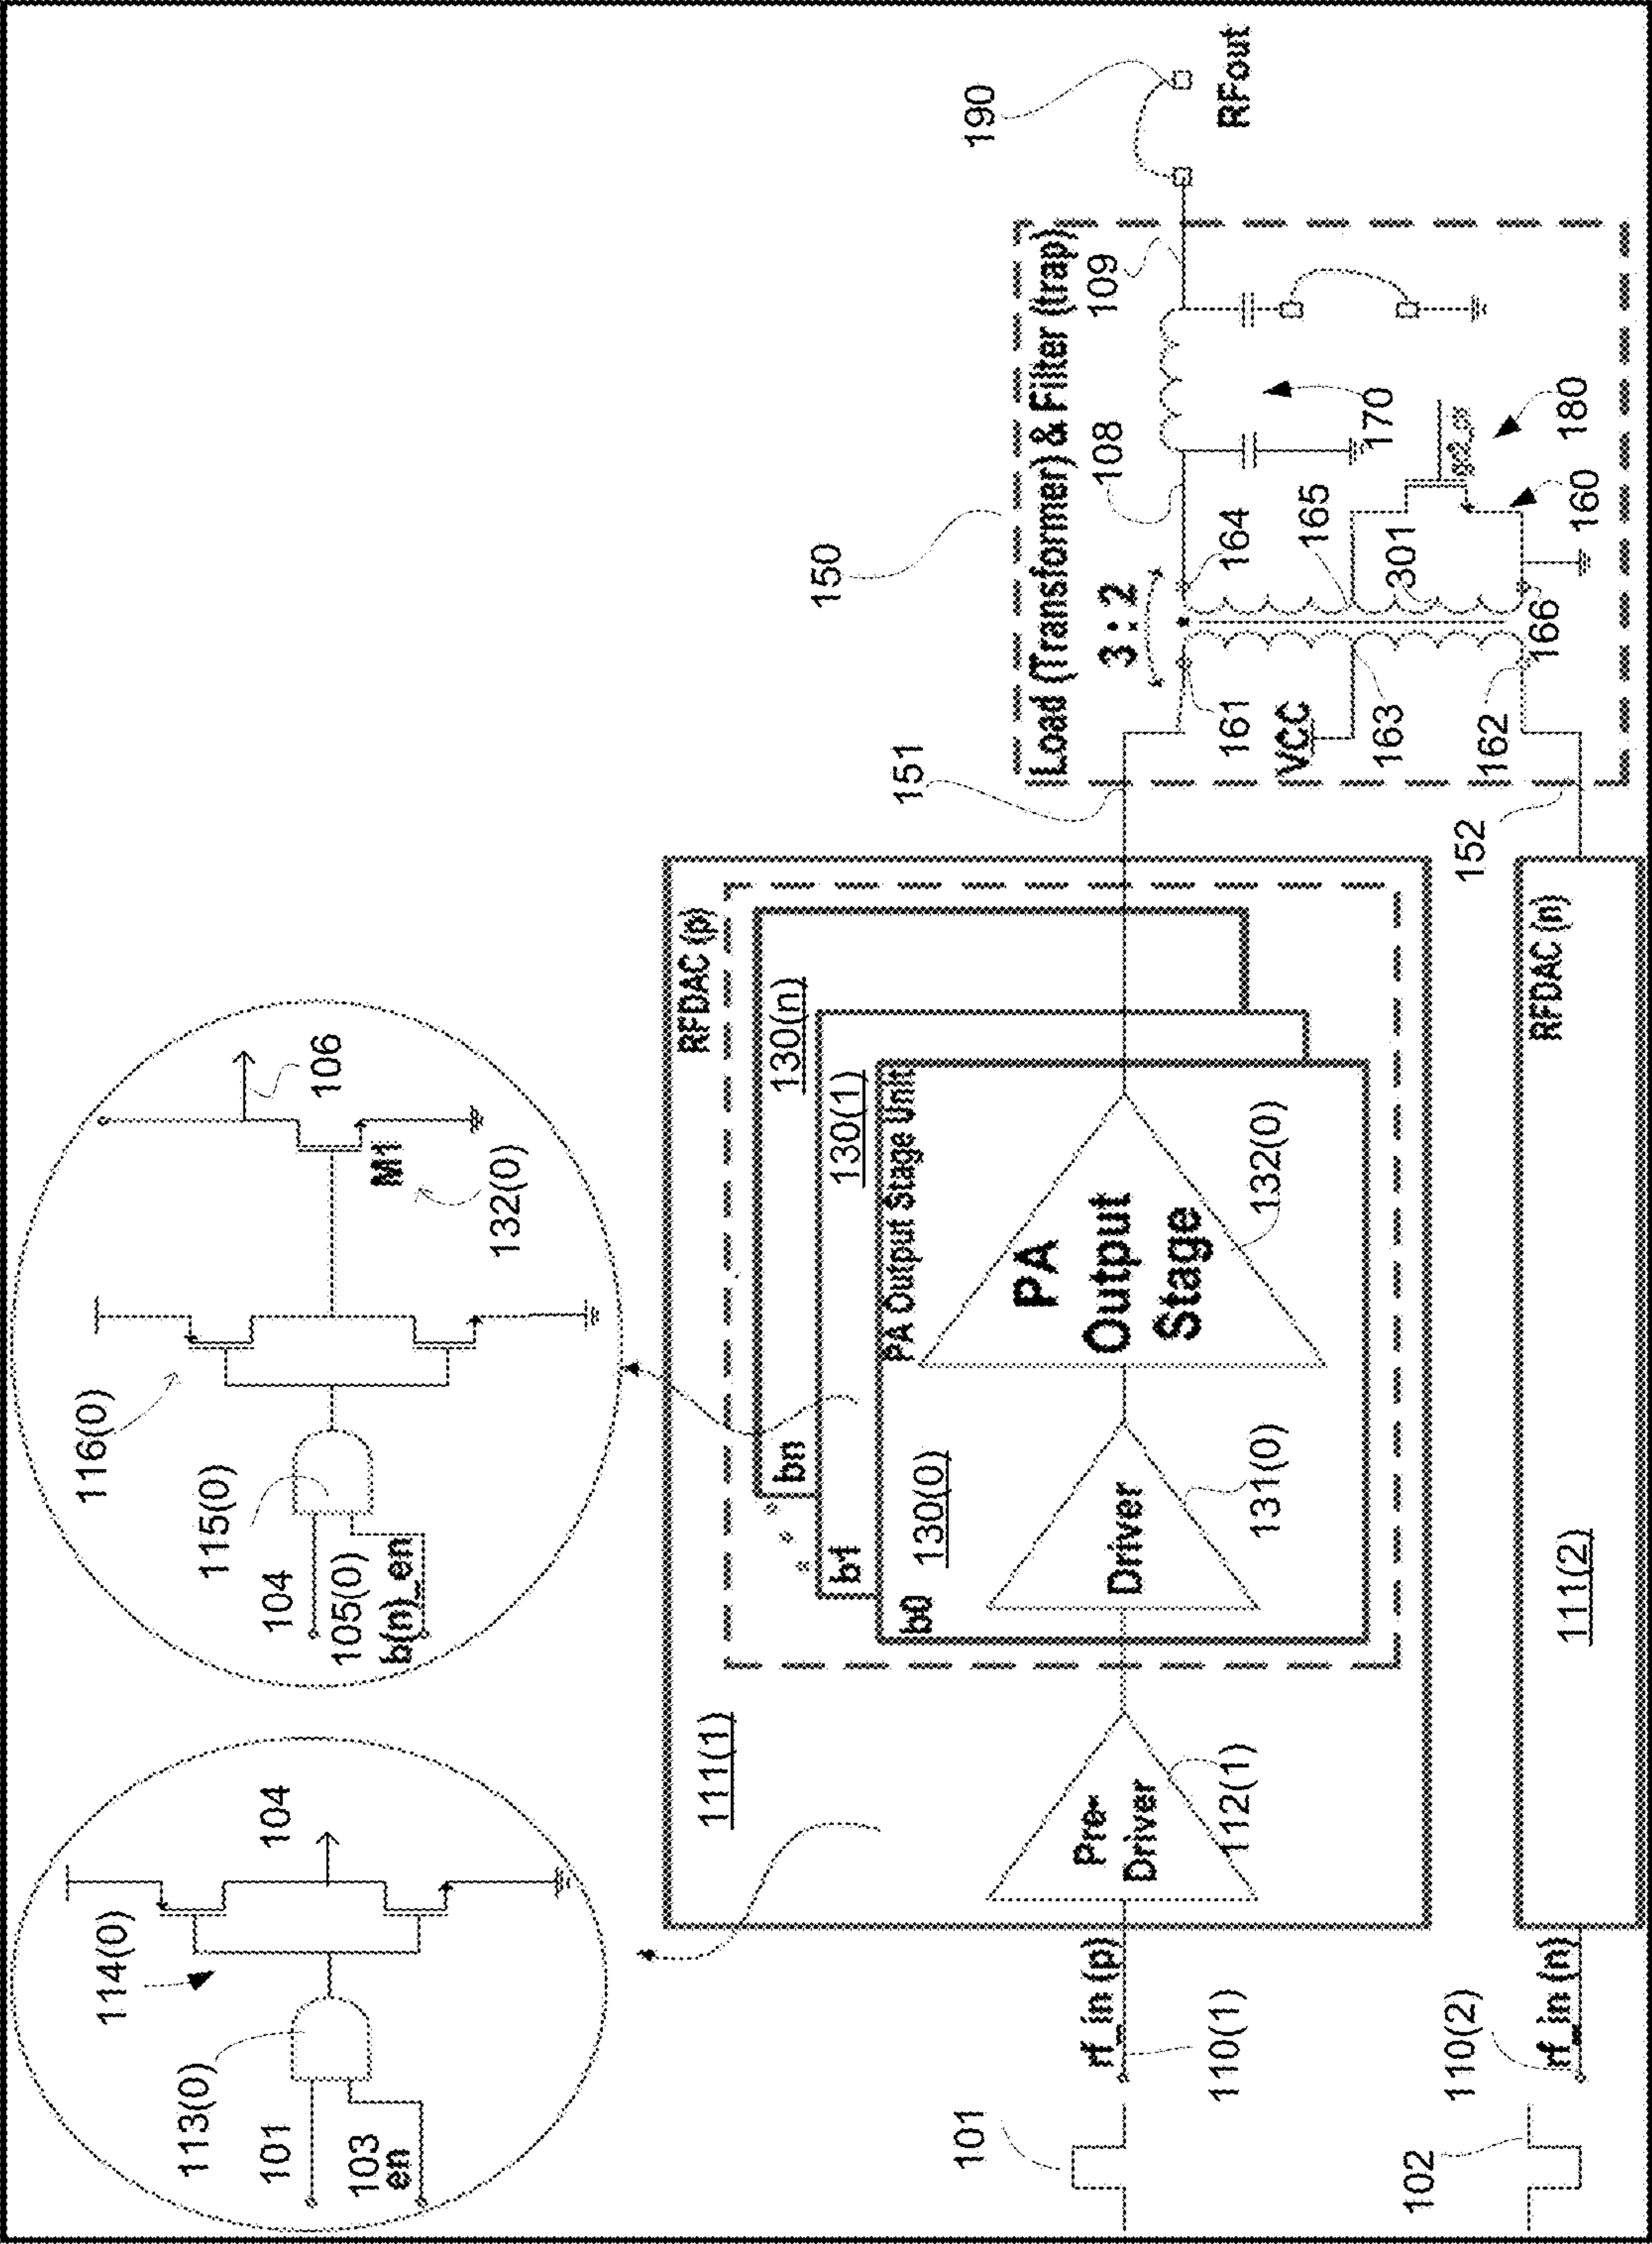 116(0)
106
114(0)
104
115(0)
M1
132(0)
113(0)
104
105(0)
b(n)_en
101
103
en
111(1)
RFDAC (p)
130(n)
bn
130(1)
b1
PA Output Stage Unit
130(0)
b0
Pre-
Driver
112(1)
Driver
131(0)
PA
Output
Stage
132(0)
101
rf_in (p)
110(1)
102
110(2)
rf_in (n)
111(2)
RFDAC (n)
150
151
152
Load (Transformer) & Filter (trap)
3 : 2
108
109
161
164
VCC
163
165
170
162
301
166
160
180
190
RFout